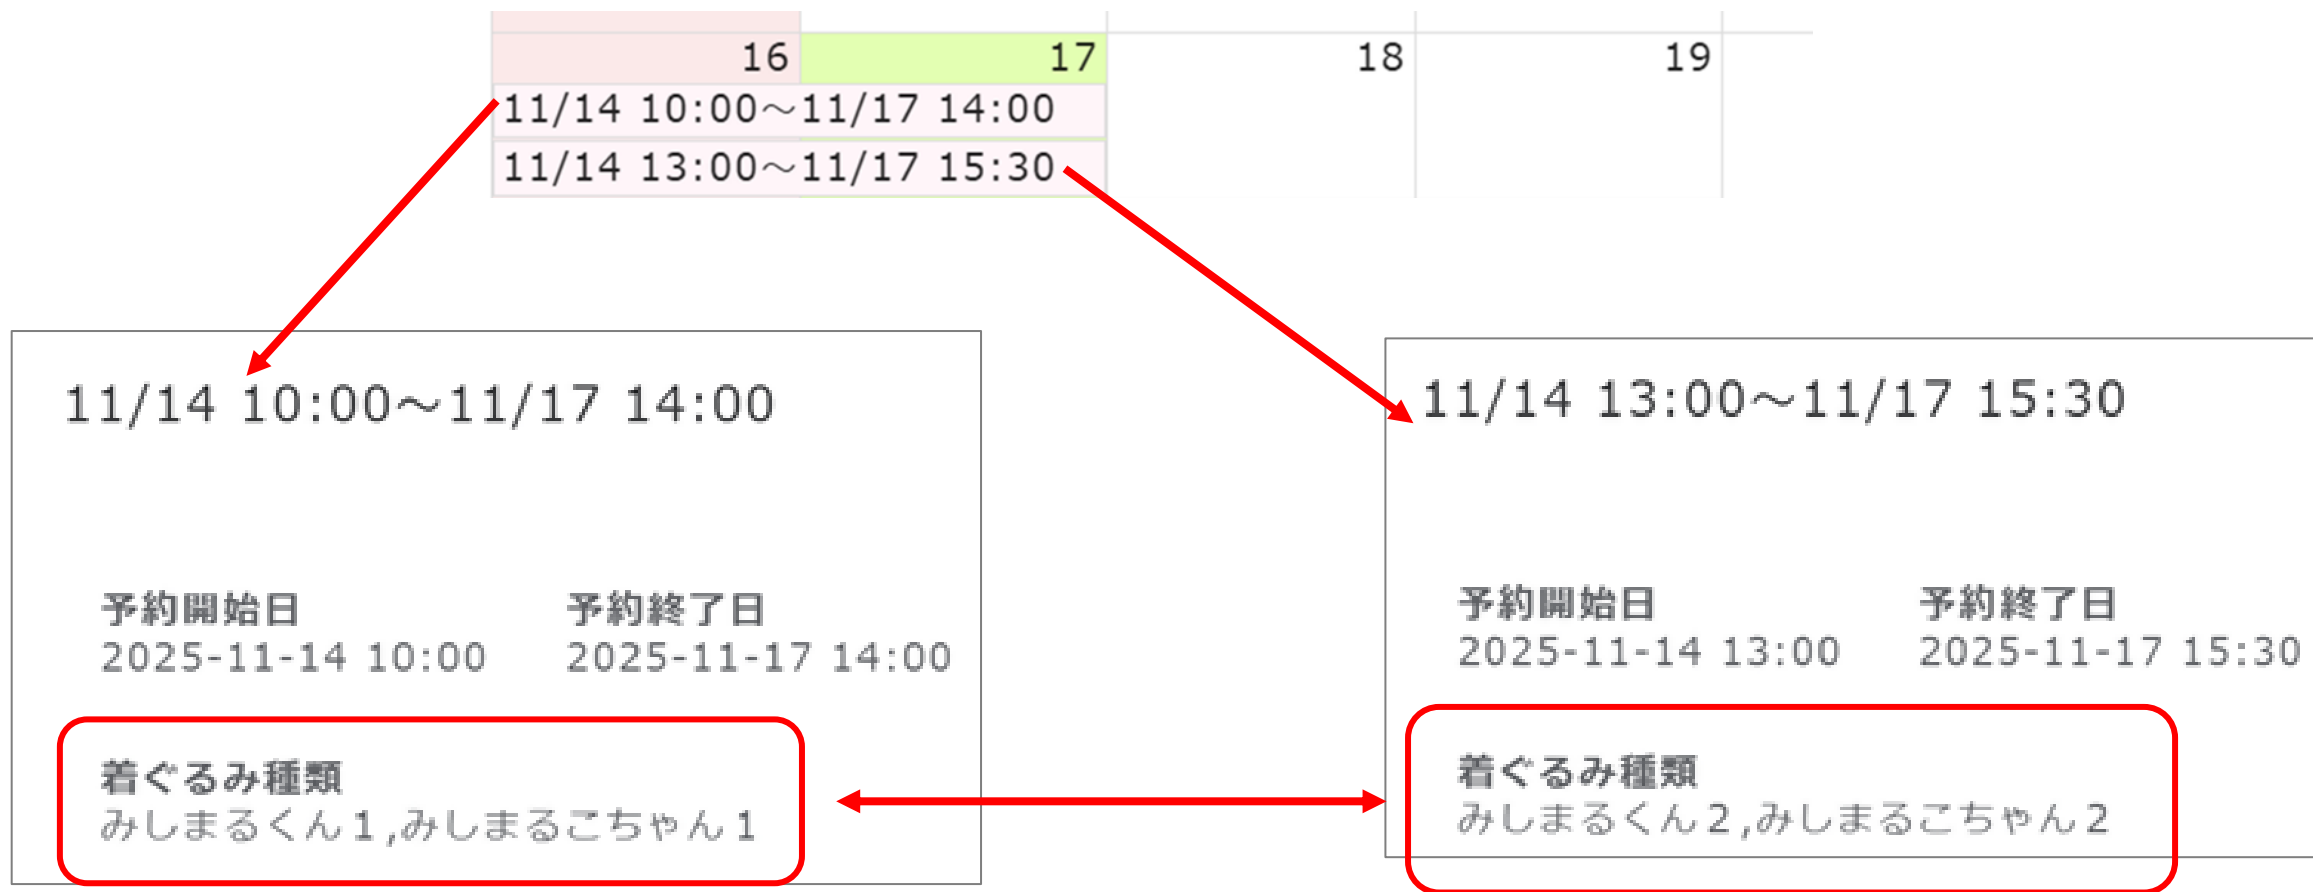 16 17 18 19
11/14 10:00～11/17 14:00
11/14 13:00～11/17 15:30
11/14 10:00～11/17 14:00
予約開始日 予約終了日
2025-11-14 10:00 2025-11-17 14:00
着ぐるみ種類
みしまるくん1,みしまるこちゃん1
11/14 13:00～11/17 15:30
予約開始日 予約終了日
2025-11-14 13:00 2025-11-17 15:30
着ぐるみ種類
みしまるくん2,みしまるこちゃん2